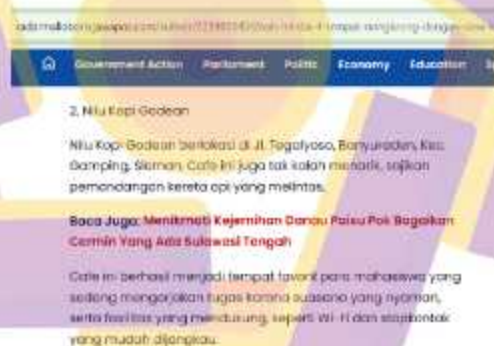 Government Action Parliament Politic Economy Education
2. Nilu Kopi Godean
Nilu Kopi Godean berlokasi di Jl. Tegalyoso, Banyuraden, Kec.
Gamping, Sleman. Cafe ini juga tak kalah menarik, sajikan
pemandangan kereta api yang melintas.
Baca Juga: Menikmati Kejernihan Danau Paisu Pok Bagaikan
Cermin Yang Ada Sulawesi Tengah
Cafe ini berhasil menjadi tempat favorit para mahasiswa yang
sedang mengerjakan tugas karena suasana yang nyaman,
serta fasilitas yang mendukung, seperti Wi-Fi dan stopkontak
yang mudah dijangkau.